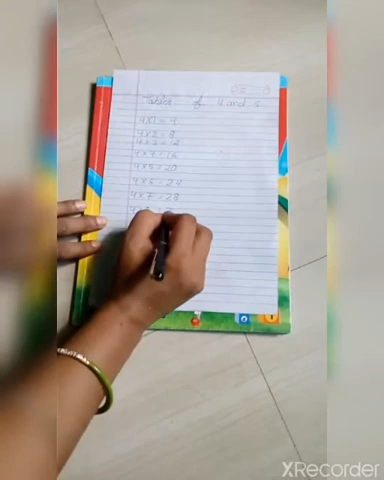 Tables of 4 and 5
4x1 = 4
4x2 = 8
4x3 = 12
4x4 = 16
4x5 = 20
4x6 = 24
4x7 = 28
XRecorder